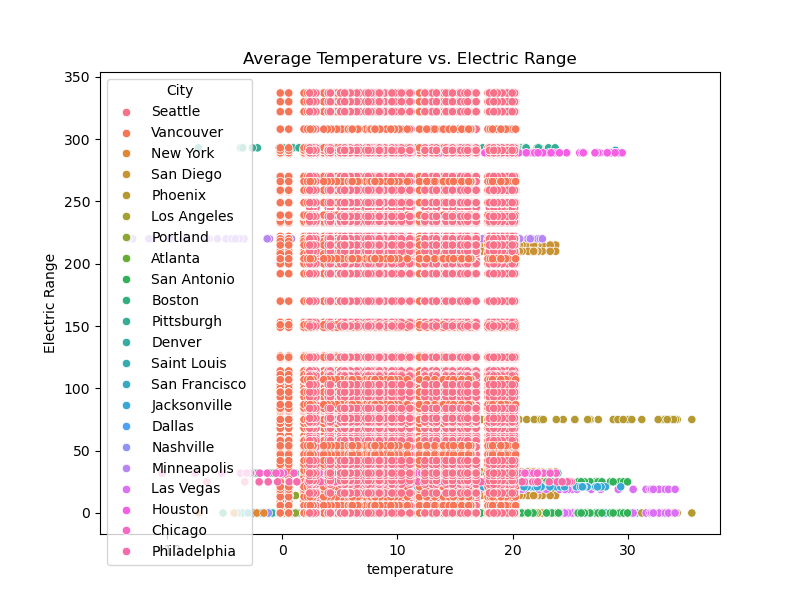 Average Temperature vs. Electric Range
350
300
250
200
150
100
50
0
Electric Range
City
Seattle
Vancouver
New York
San Diego
Phoenix
Los Angeles
Portland
Atlanta
San Antonio
Boston
Pittsburgh
Denver
Saint Louis
San Francisco
Jacksonville
Dallas
Nashville
Minneapolis
Las Vegas
Houston
Chicago
Philadelphia
0
10
20
30
temperature